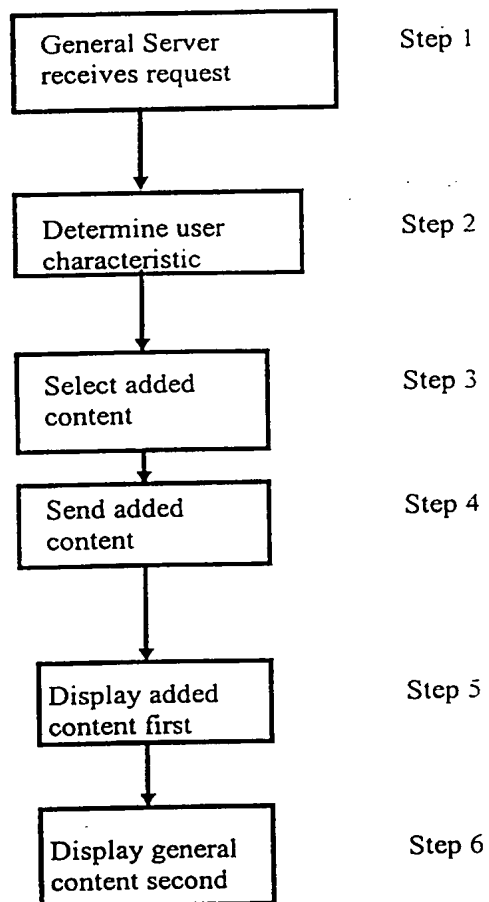 General Server
receives request
Step 1
Determine user
characteristic
Step 2
Select added
content
Step 3
Send added
content
Step 4
Display added
content first
Step 5
Display general
content second
Step 6